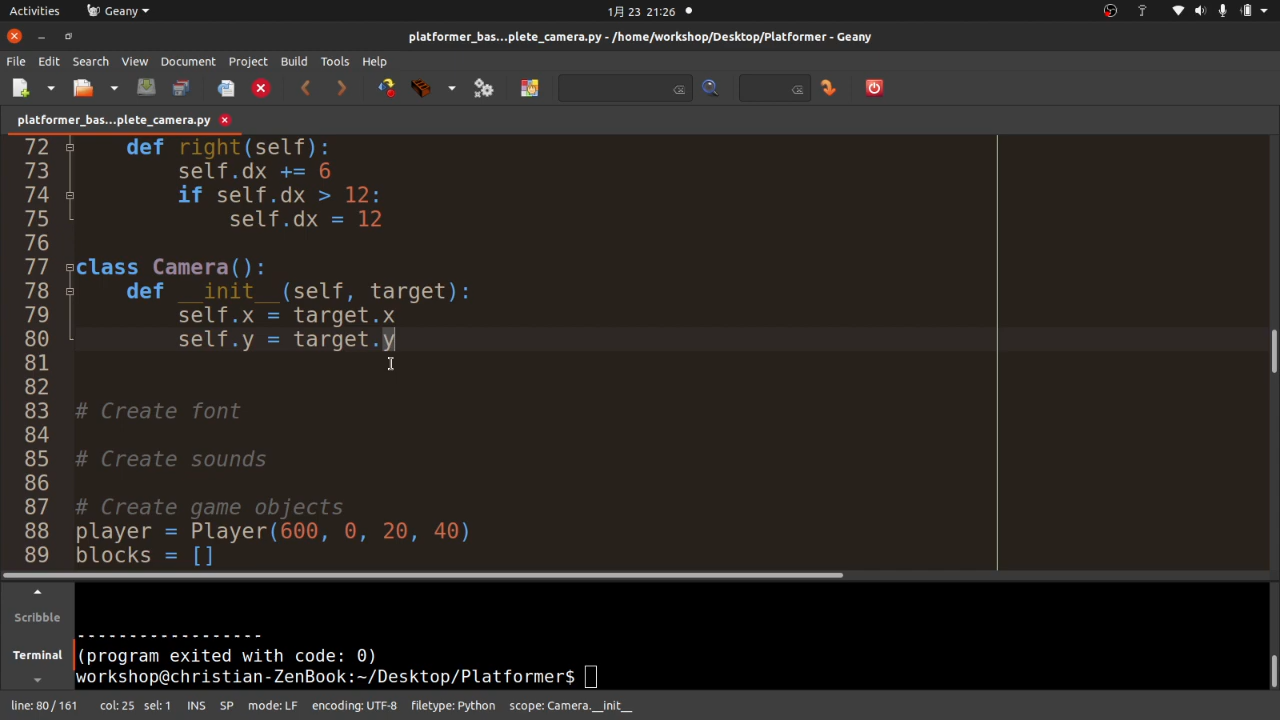 Activities Geany 1月 23 21:26
platformer_bas...plete_camera.py - /home/workshop/Desktop/Platformer - Geany
File Edit Search View Document Project Build Tools Help
platformer_bas...plete_camera.py
72 def right(self):
73 self.dx += 6
74 if self.dx > 12:
75 self.dx = 12
76
77 class Camera():
78 def __init__(self, target):
79 self.x = target.x
80 self.y = target.y
81
82
83 # Create font
84
85 # Create sounds
86
87 # Create game objects
88 player = Player(600, 0, 20, 40)
89 blocks = []
Scribble
Terminal
------------------
(program exited with code: 0)
workshop@christian-ZenBook:~/Desktop/Platformer$
line: 80 / 161 col: 25 sel: 1 INS SP mode: LF encoding: UTF-8 filetype: Python scope: Camera.__init__